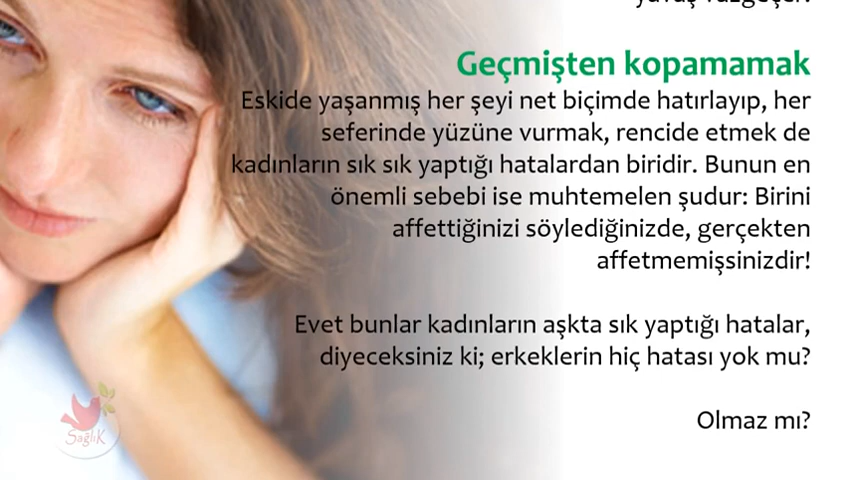 yavaş vazgeçer.
Geçmişten kopamamak
Eskide yaşanmış her şeyi net biçimde hatırlayıp, her
seferinde yüzüne vurmak, rencide etmek de
kadınların sık sık yaptığı hatalardan biridir. Bunun en
önemli sebebi ise muhtemelen şudur: Birini
affettiğinizi söylediğinizde, gerçekten
affetmemişsinizdir!
Evet bunlar kadınların aşkta sık yaptığı hatalar,
diyeceksiniz ki; erkeklerin hiç hatası yok mu?
Olmaz mı?
SağlıK